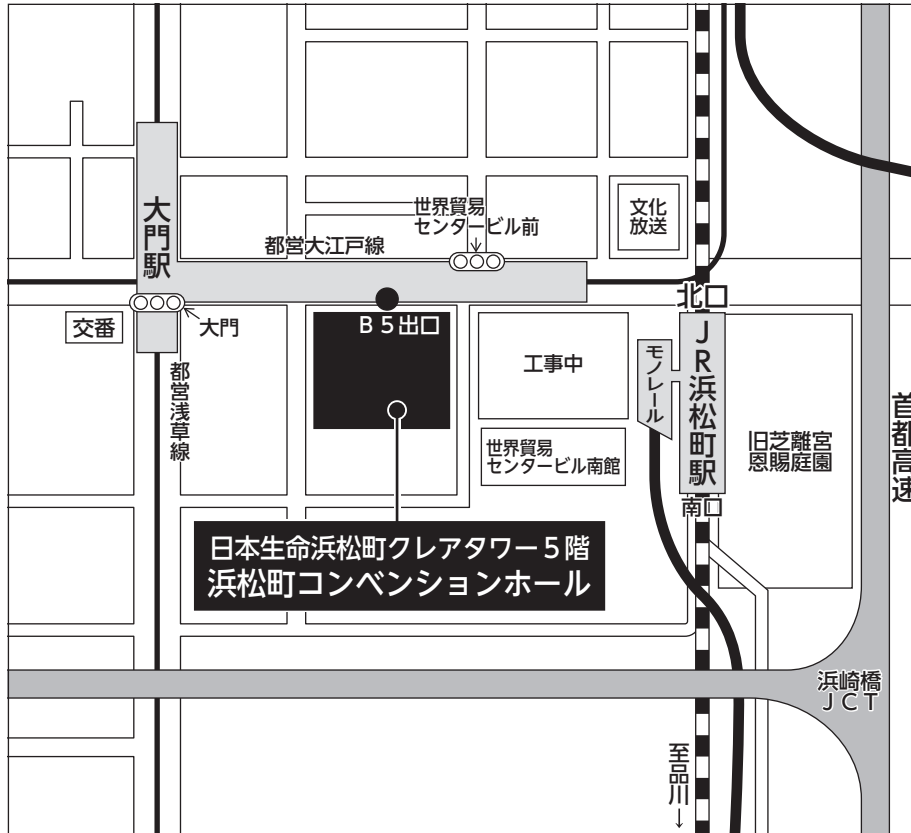 世界貿易
センタービル前
文化
放送
大門駅
都営大江戸線
北口
交番
大門
B5出口
工事中
モノレール
JR浜松町駅
都営浅草線
世界貿易
センタービル南館
旧芝離宮
恩賜庭園
首都高速
南口
日本生命浜松町クレアタワー5階
浜松町コンベンションホール
浜崎橋
JCT
至品川